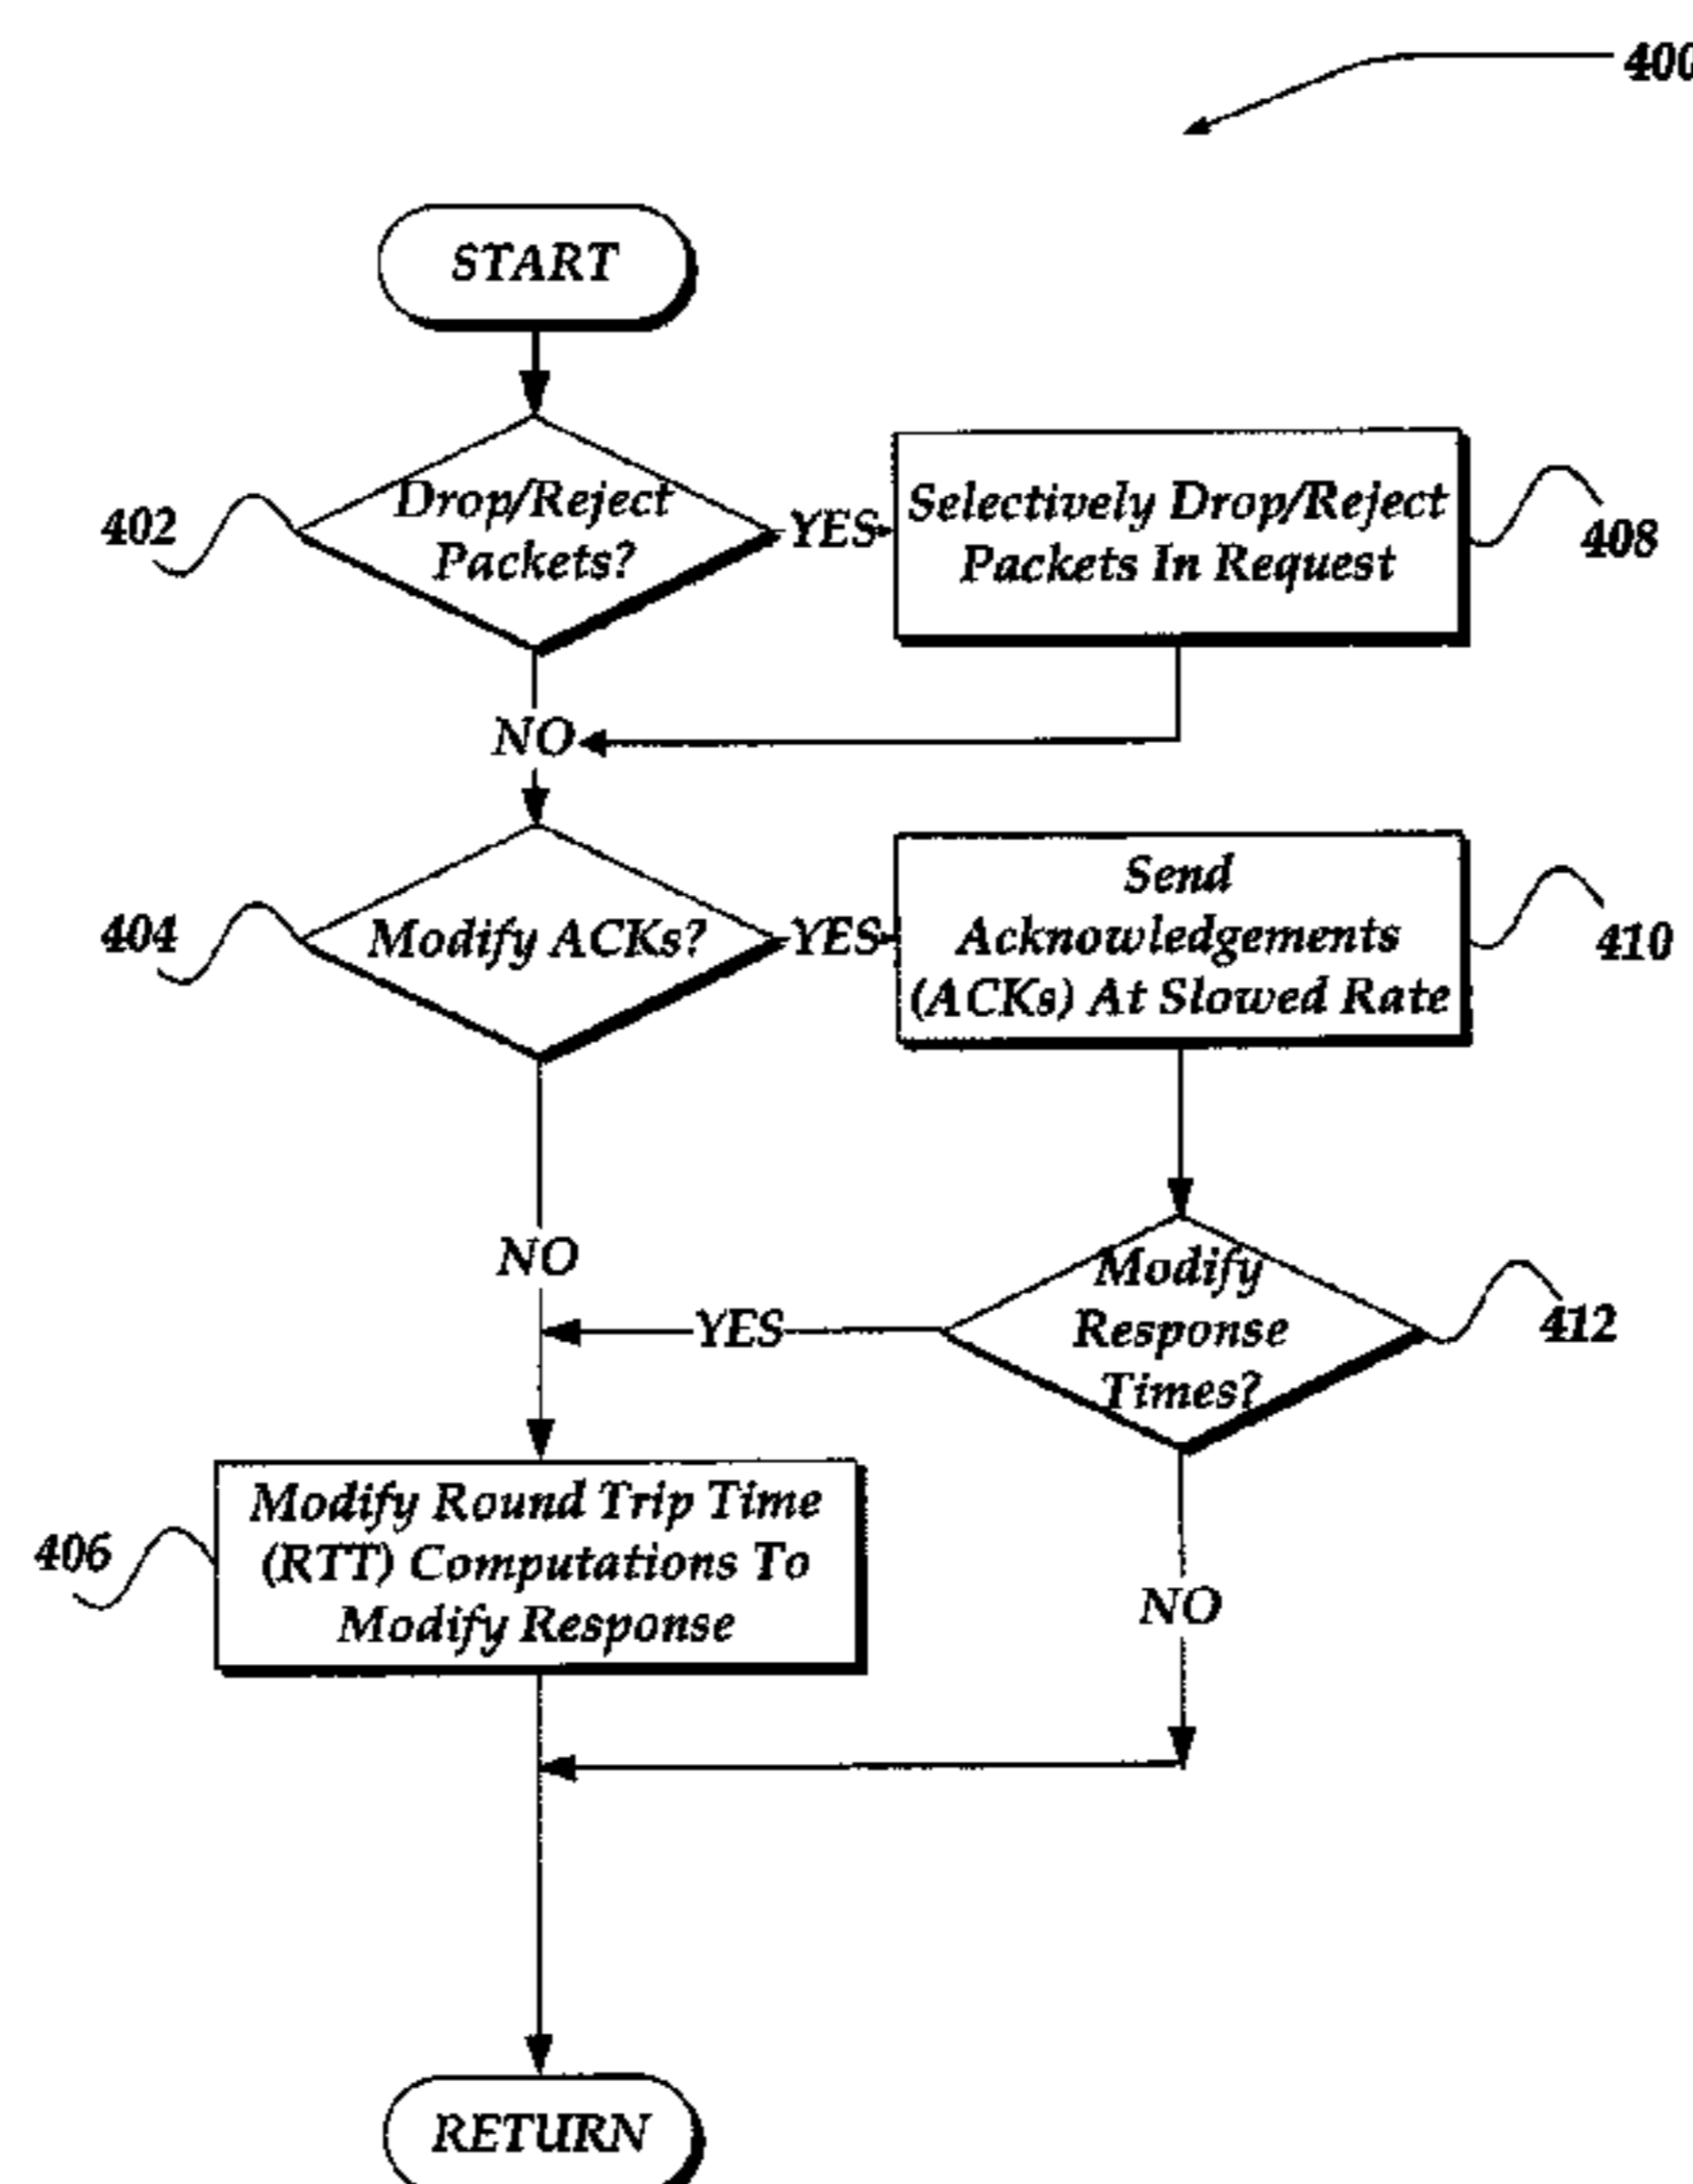 400
START
402
Drop/Reject
Packets?
YES
Selectively Drop/Reject
Packets In Request
408
NO
404
Modify ACKs?
YES
Send
Acknowledgements
(ACKs) At Slowed Rate
410
NO
YES
Modify
Response
Times?
412
406
Modify Round Trip Time
(RTT) Computations To
Modify Response
NO
RETURN